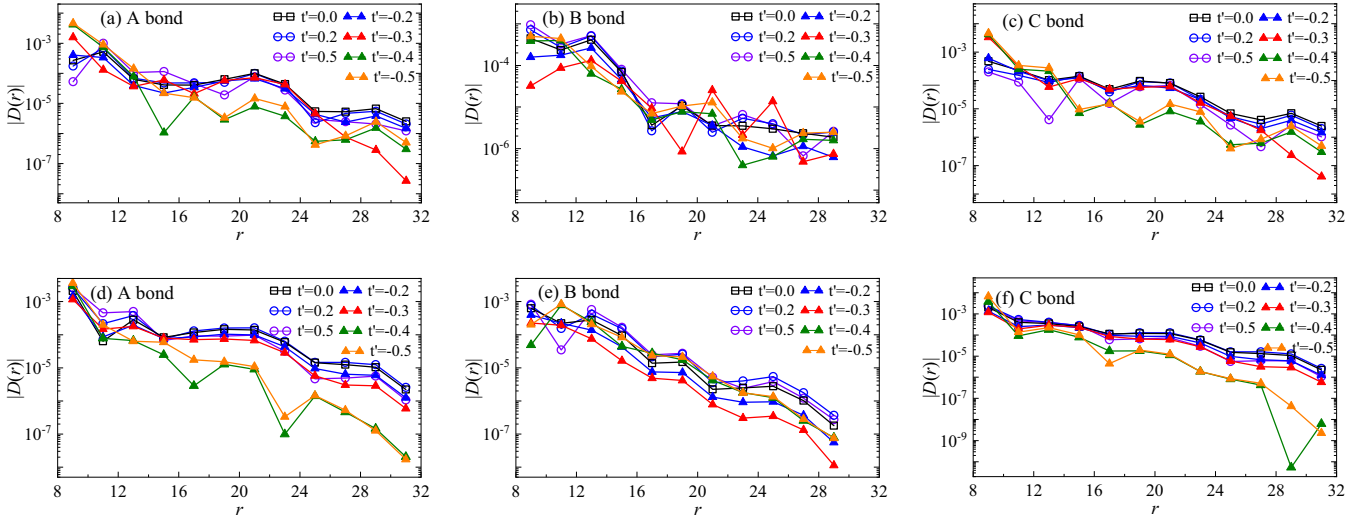 (a) A bond
t'=0.0
t'=-0.2
t'=0.2
t'=-0.3
t'=0.5
t'=-0.4
t'=-0.5
10⁻³
10⁻⁵
10⁻⁷
|D(r)|
8 12 16 20 24 28 32
r
(b) B bond
t'=0.0
t'=-0.2
t'=0.2
t'=-0.3
t'=0.5
t'=-0.4
t'=-0.5
10⁻⁴
10⁻⁶
|D(r)|
8 12 16 20 24 28 32
r
(c) C bond
t'=0.0
t'=-0.2
t'=0.2
t'=-0.3
t'=0.5
t'=-0.4
t'=-0.5
10⁻²
10⁻⁴
10⁻⁶
10⁻⁸
|D(r)|
8 12 16 20 24 28 32
r
(d) A bond
t'=0.0
t'=-0.2
t'=0.2
t'=-0.3
t'=0.5
t'=-0.4
t'=-0.5
10⁻³
10⁻⁵
10⁻⁷
|D(r)|
8 12 16 20 24 28 32
r
(e) B bond
t'=0.0
t'=-0.2
t'=0.2
t'=-0.3
t'=0.5
t'=-0.4
t'=-0.5
10⁻³
10⁻⁵
10⁻⁷
|D(r)|
8 12 16 20 24 28 32
r
(f) C bond
t'=0.0
t'=-0.2
t'=0.2
t'=-0.3
t'=0.5
t'=-0.4
t'=-0.5
10⁻³
10⁻⁵
10⁻⁷
10⁻⁹
|D(r)|
8 12 16 20 24 28 32
r